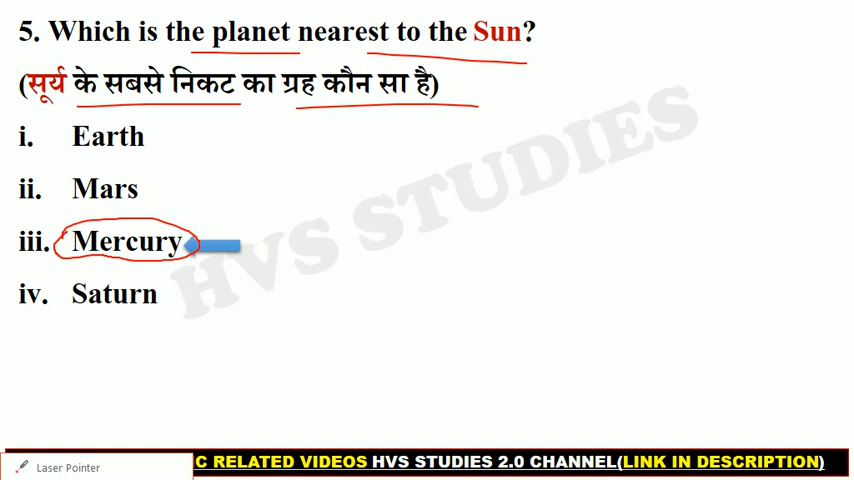 5. Which is the planet nearest to the Sun?
(सूर्य के सबसे निकट का ग्रह कौन सा है)
i. Earth
ii. Mars
iii. Mercury
iv. Saturn
HVS STUDIES
C RELATED VIDEOS HVS STUDIES 2.0 CHANNEL(LINK IN DESCRIPTION)
Laser Pointer